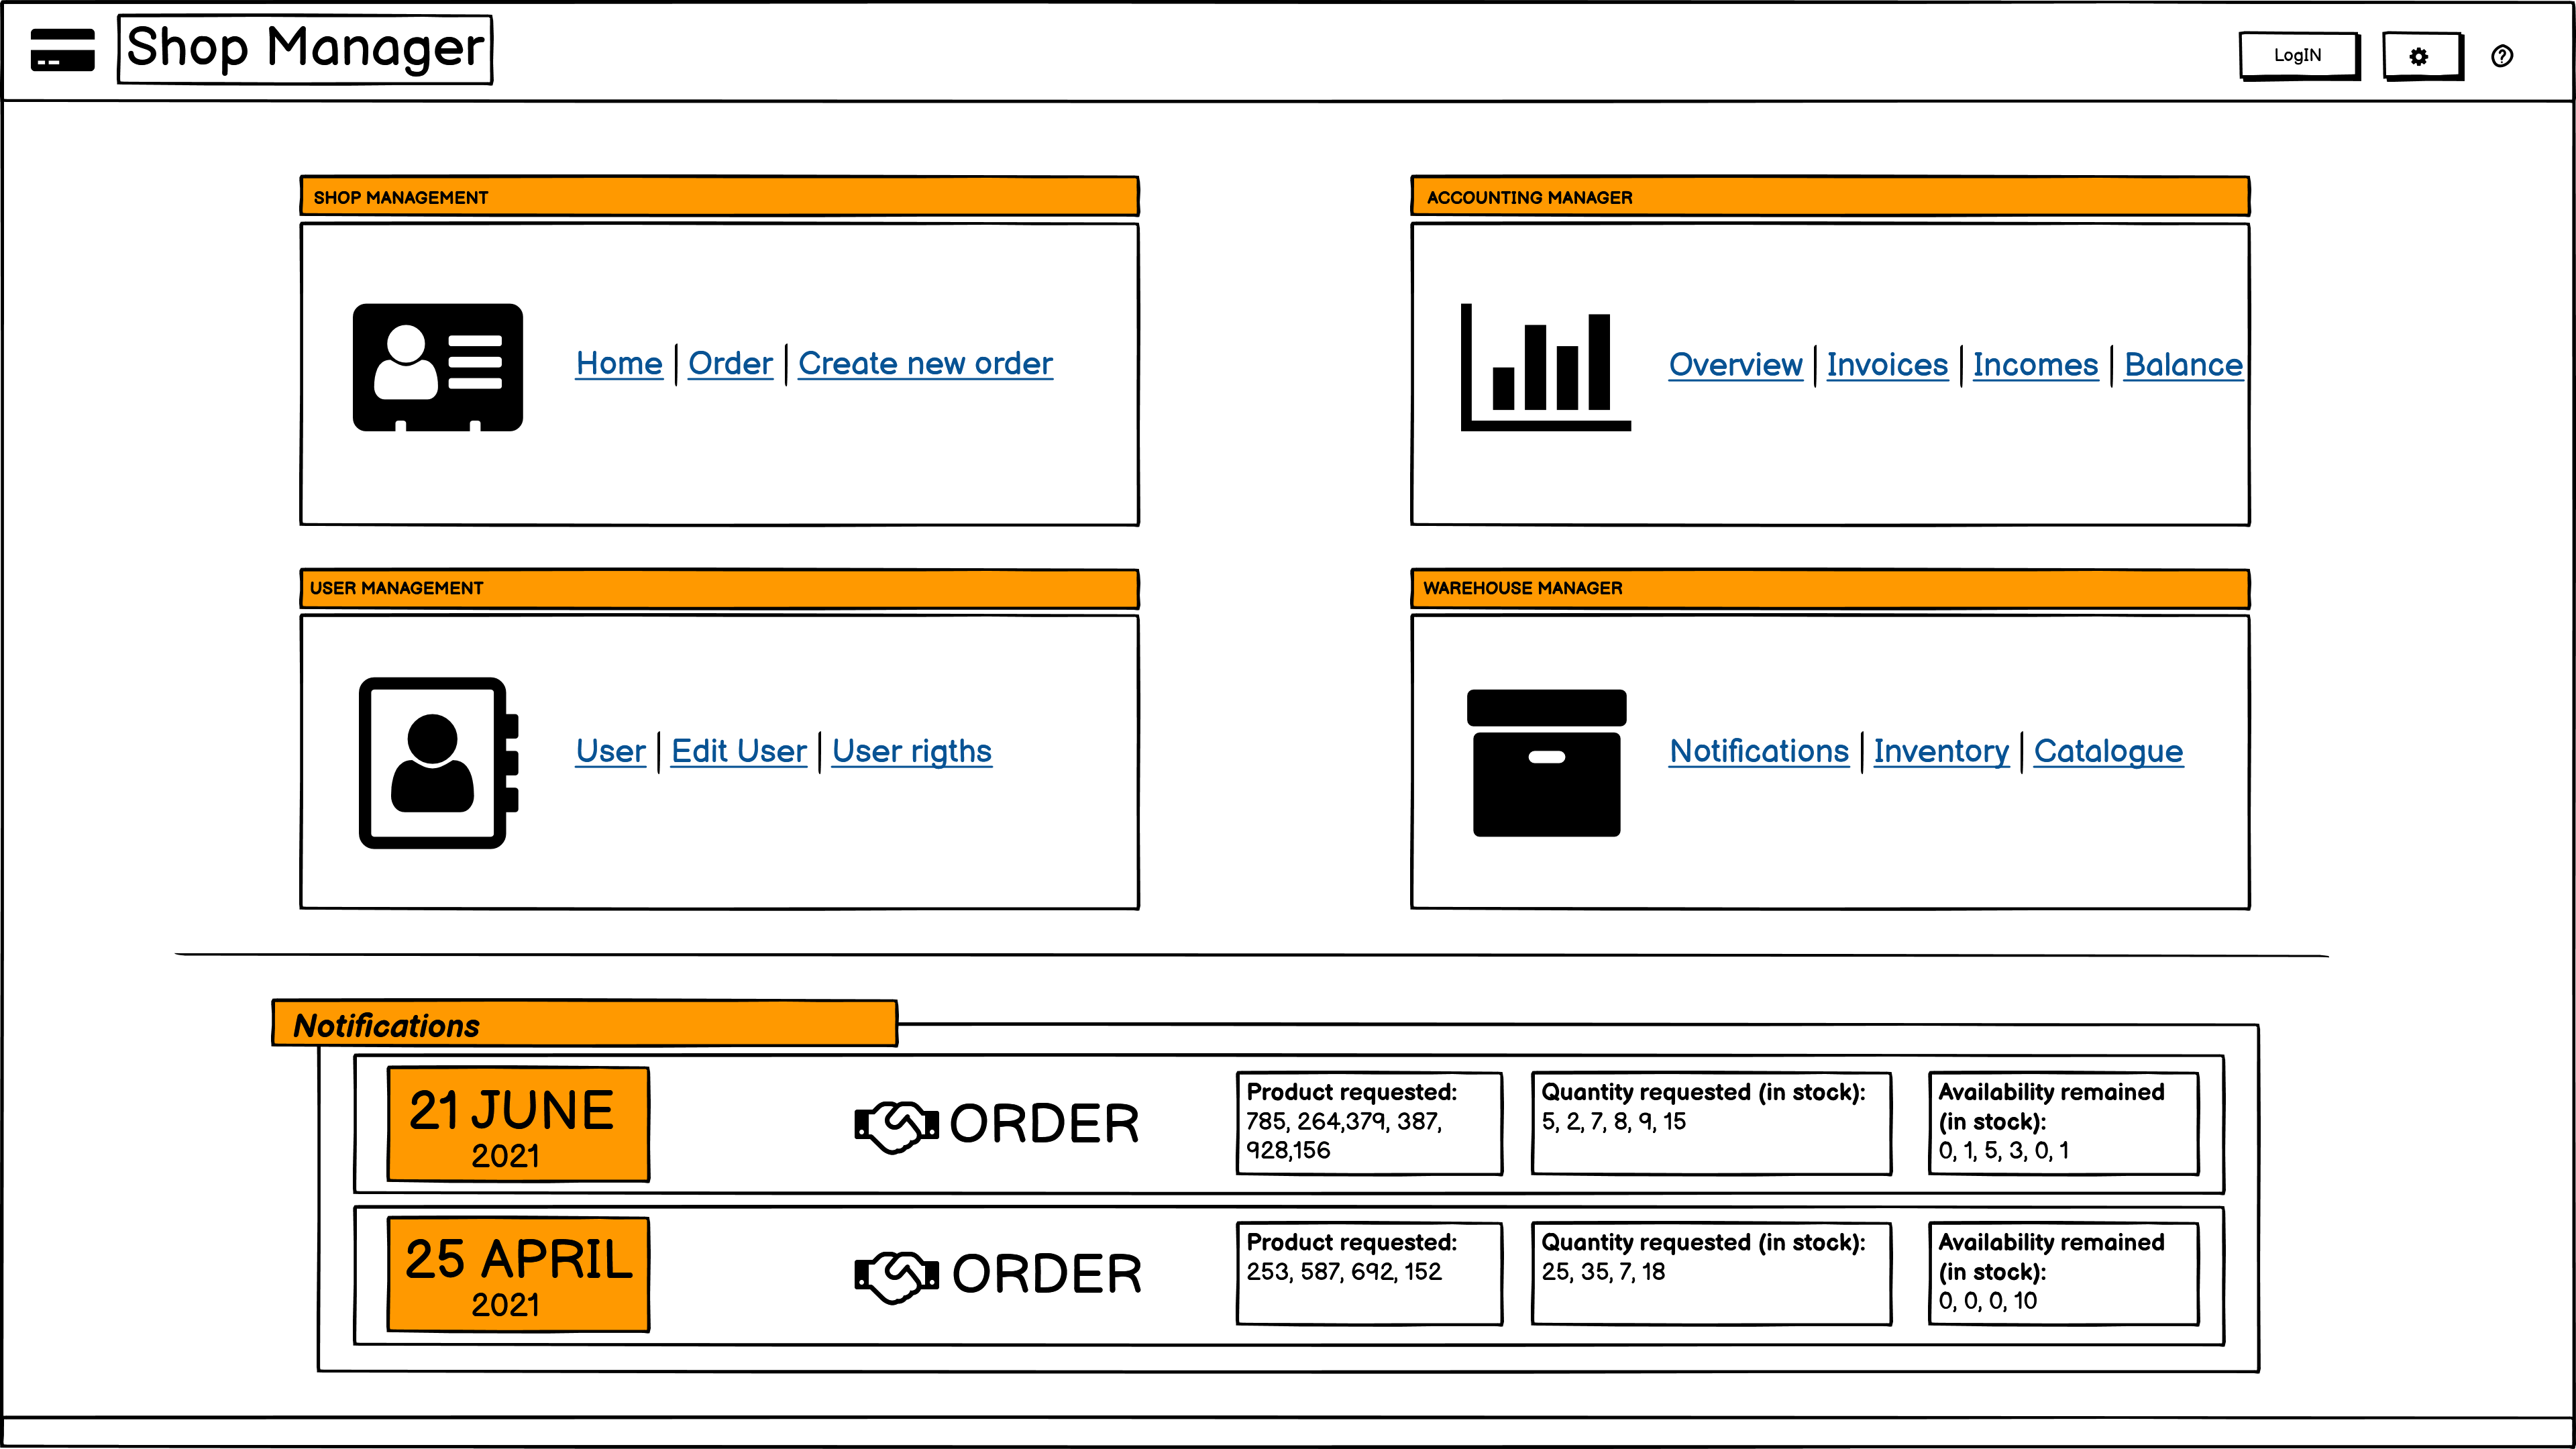 Shop Manager
LogIN
?
SHOP MANAGEMENT
Home | Order | Create new order
ACCOUNTING MANAGER
Overview | Invoices | Incomes | Balance
USER MANAGEMENT
User | Edit User | User rigths
WAREHOUSE MANAGER
Notifications | Inventory | Catalogue
Notifications
21 JUNE
2021
ORDER
Product requested:
785, 264,379, 387,
928,156
Quantity requested (in stock):
5, 2, 7, 8, 9, 15
Availability remained
(in stock):
0, 1, 5, 3, 0, 1
25 APRIL
2021
ORDER
Product requested:
253, 587, 692, 152
Quantity requested (in stock):
25, 35, 7, 18
Availability remained
(in stock):
0, 0, 0, 10